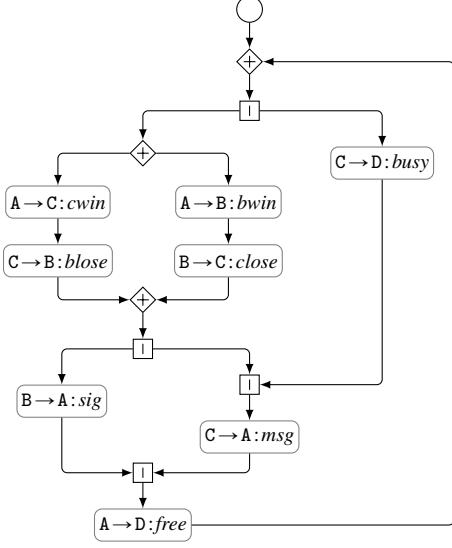 +
|
+
C→D:busy
A→C:cwin
A→B:bwin
C→B:blose
B→C:close
+
|
|
B→A:sig
C→A:msg
|
A→D:free